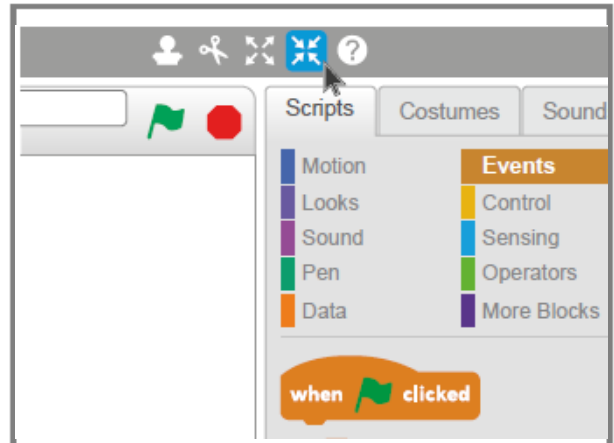 ?
Scripts Costumes Sound
Motion Events
Looks Control
Sound Sensing
Pen Operators
Data More Blocks
when clicked